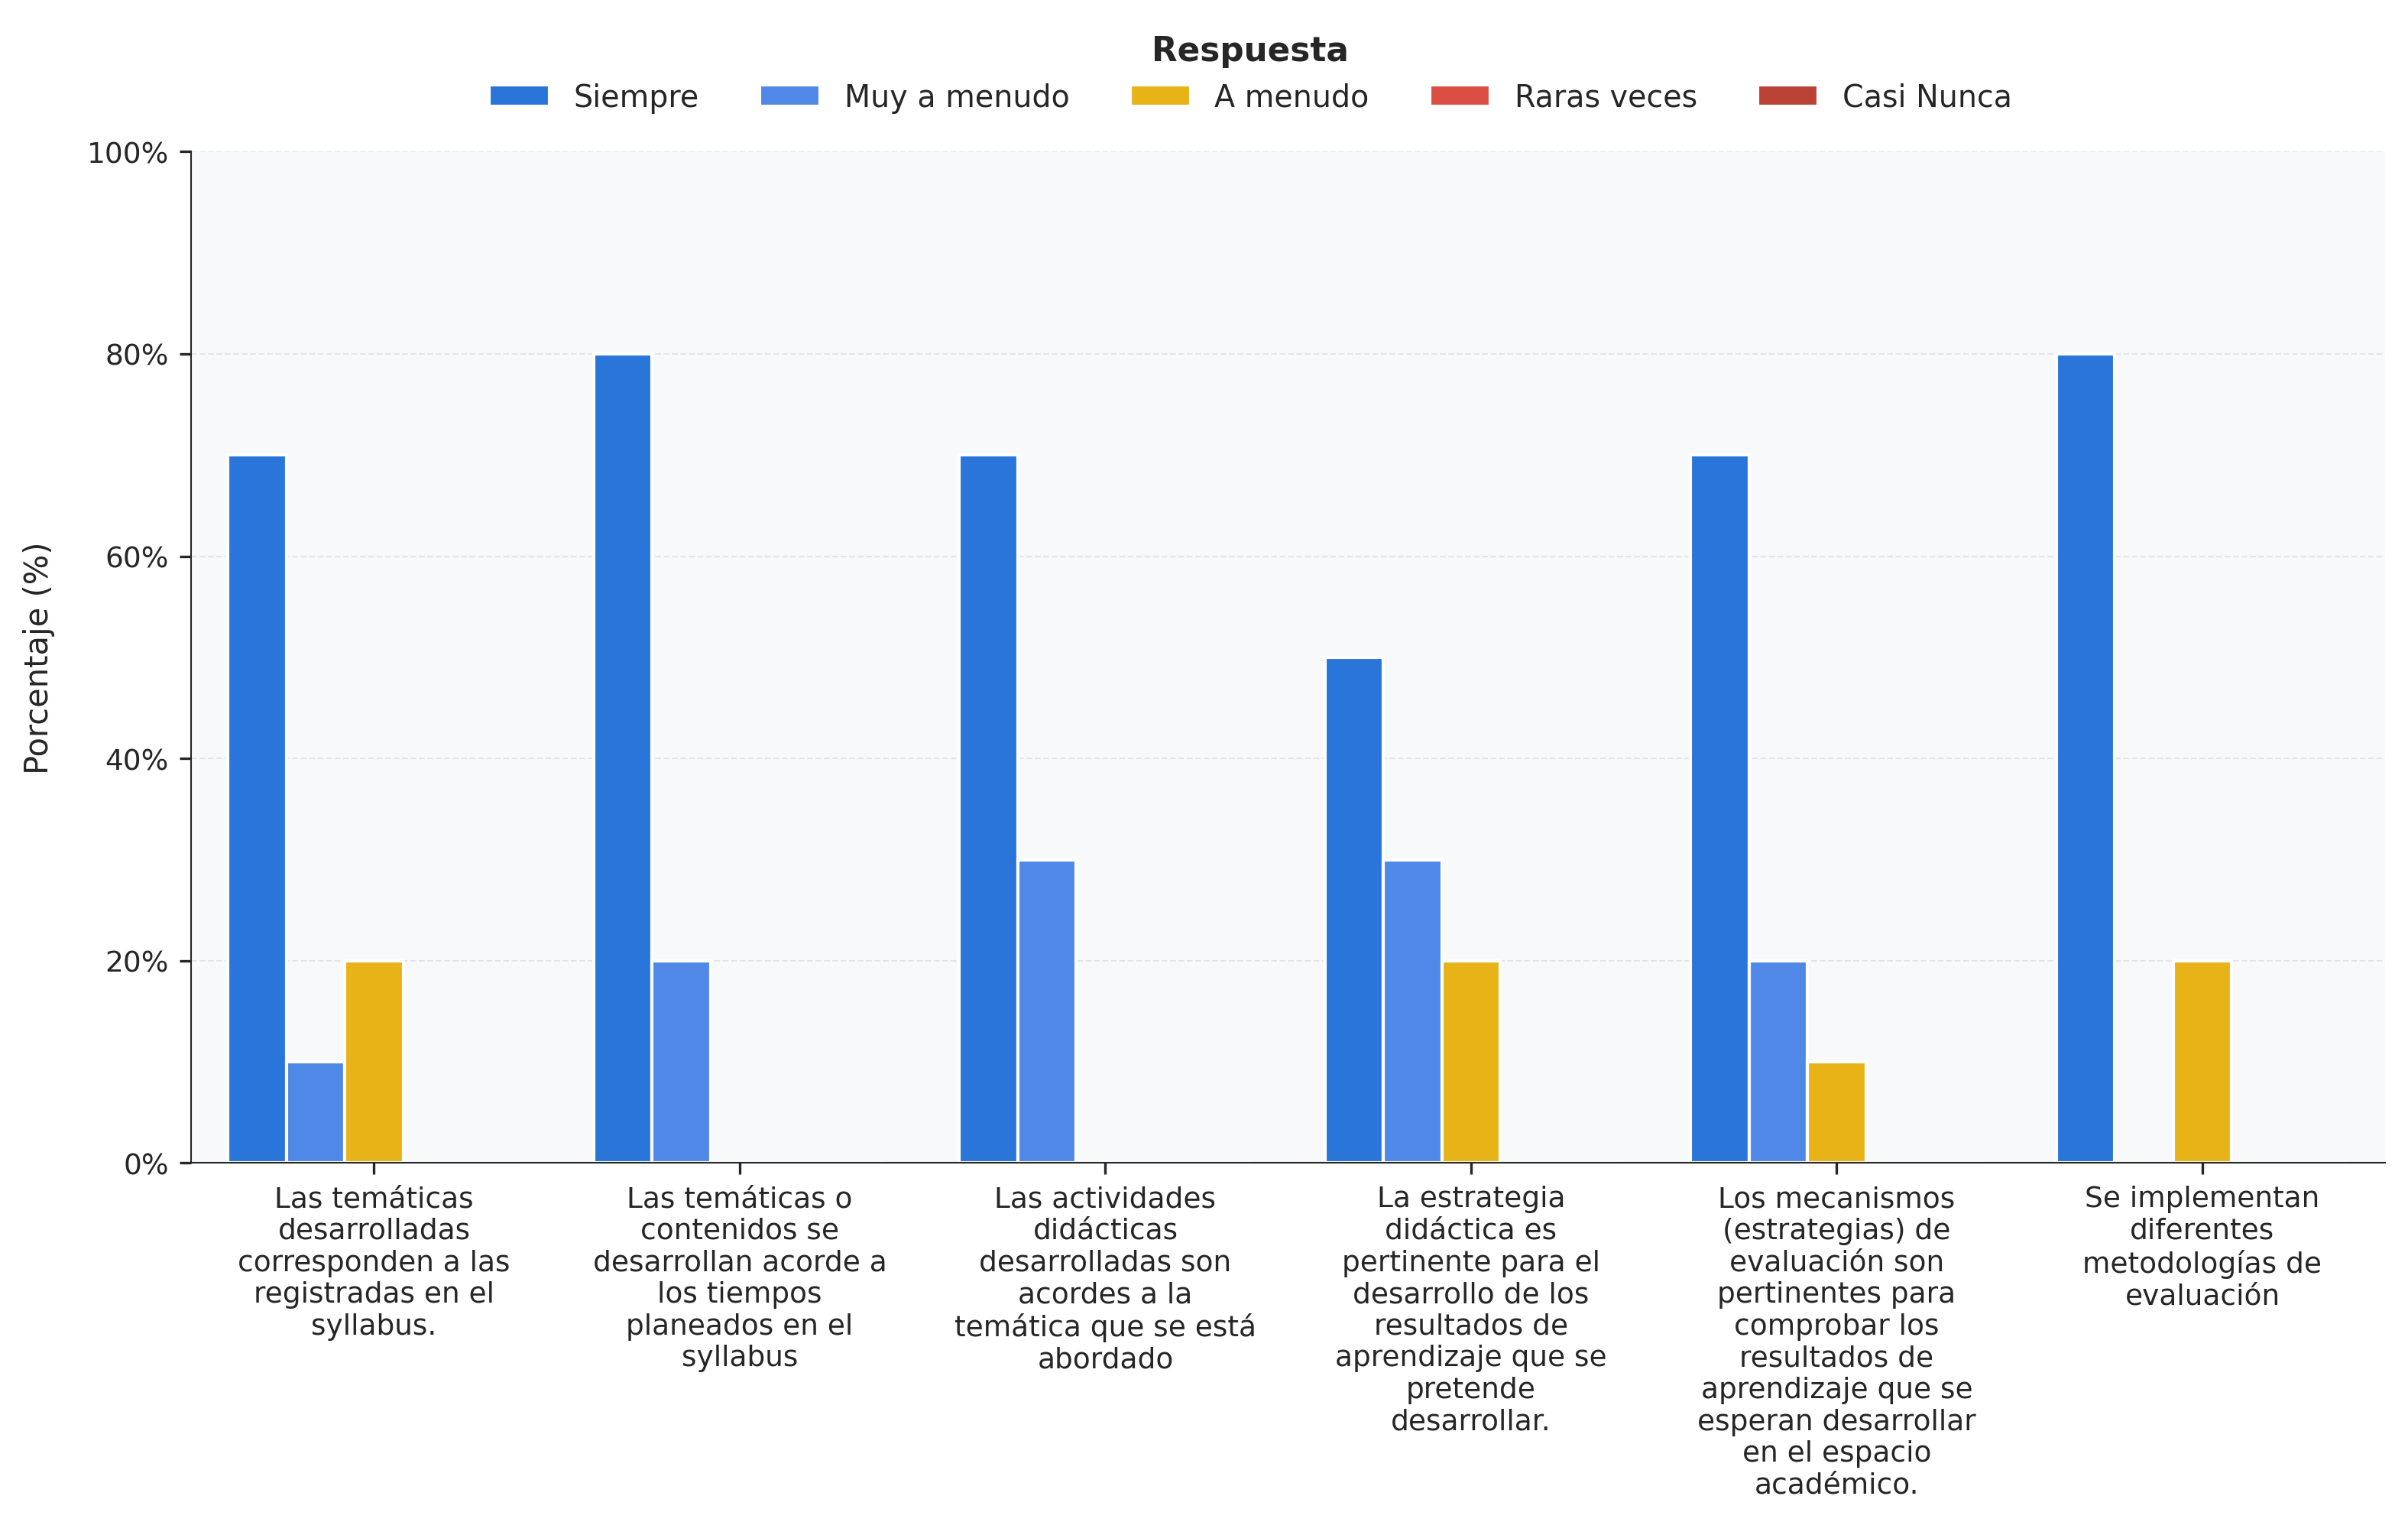 Respuesta
Siempre
Muy a menudo
A menudo
Raras veces
Casi Nunca
Porcentaje (%)
100%
80%
60%
40%
20%
0%
Las temáticas
desarrolladas
corresponden a las
registradas en el
syllabus.
Las temáticas o
contenidos se
desarrollan acorde a
los tiempos
planeados en el
syllabus
Las actividades
didácticas
desarrolladas son
acordes a la
temática que se está
abordado
La estrategia
didáctica es
pertinente para el
desarrollo de los
resultados de
aprendizaje que se
pretende
desarrollar.
Los mecanismos
(estrategias) de
evaluación son
pertinentes para
comprobar los
resultados de
aprendizaje que se
esperan desarrollar
en el espacio
académico.
Se implementan
diferentes
metodologías de
evaluación